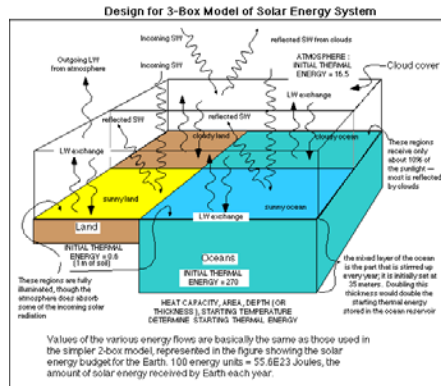 Design for 3-Box Model of Solar Energy System
Incoming SW
reflected SW from clouds
Outgoing LW
from atmosphere
Incoming SW
ATMOSPHERE :
INITIAL THERMAL
ENERGY = 16.5
Cloud cover
LW exchange
reflected SW
reflected SW
cloudy land
cloudy ocean
LW exchange
These regions
receive only
about 10% of
the sunlight —
most is reflected
by clouds
sunny land
sunny ocean
LW exchange
Land
INITIAL THERMAL
ENERGY = 0.6
(1 m of soil)
Oceans
INITIAL THERMAL
ENERGY = 270
These regions are fully
illuminated, though the
atmosphere does absorb
some of the incoming solar
radiation
the mixed layer of the ocean
is the part that is stirred up
every year; it is initially set at
35 meters. Doubling this
thickness would double the
starting thermal energy
stored in the ocean reservoir
HEAT CAPACITY, AREA, DEPTH (OR
THICKNESS), STARTING TEMPERATURE
DETERMINE STARTING THERMAL ENERGY
Values of the various energy flows are basically the same as those used in
the simpler 2-box model, represented in the figure showing the solar
energy budget for the Earth. 100 energy units = 55.6E23 Joules, the
amount of solar energy received by Earth each year.